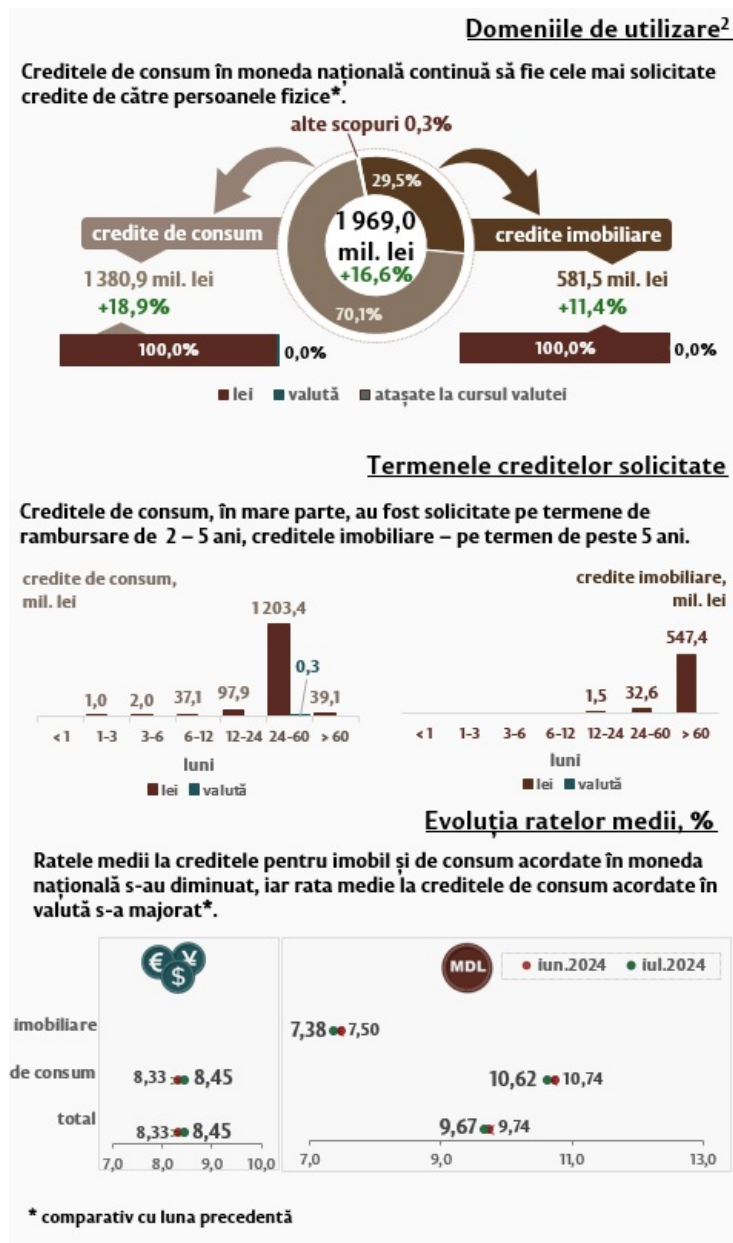 Domeniile de utilizare²
Creditele de consum în moneda națională continuă să fie cele mai solicitate
credite de către persoanele fizice*.
alte scopuri 0,3%
29,5%
1 969,0
mil. lei
+16,6%
70,1%
credite de consum
1 380,9 mil. lei
+18,9%
100,0%
0,0%
credite imobiliare
581,5 mil. lei
+11,4%
100,0%
0,0%
lei valută atașate la cursul valutei
Termenele creditelor solicitate
Creditele de consum, în mare parte, au fost solicitate pe termene de
rambursare de 2 – 5 ani, creditele imobiliare – pe termen de peste 5 ani.
credite de consum,
mil. lei
1 203,4
0,3
1,0 2,0 37,1 97,9 39,1
< 1 1-3 3-6 6-12 12-24 24-60 > 60
luni
lei valută
credite imobiliare,
mil. lei
547,4
1,5 32,6
< 1 1-3 3-6 6-12 12-24 24-60 > 60
luni
lei valută
Evoluția ratelor medii, %
Ratele medii la creditele pentru imobil și de consum acordate în moneda
națională s-au diminuat, iar rata medie la creditele de consum acordate în
valută s-a majorat*.
€ ¥ $
MDL
iun.2024 iul.2024
imobiliare
7,38 7,50
de consum
8,33 8,45
10,62 10,74
total
8,33 8,45
9,67 9,74
7,0 8,0 9,0 10,0
7,0 9,0 11,0 13,0
* comparativ cu luna precedentă